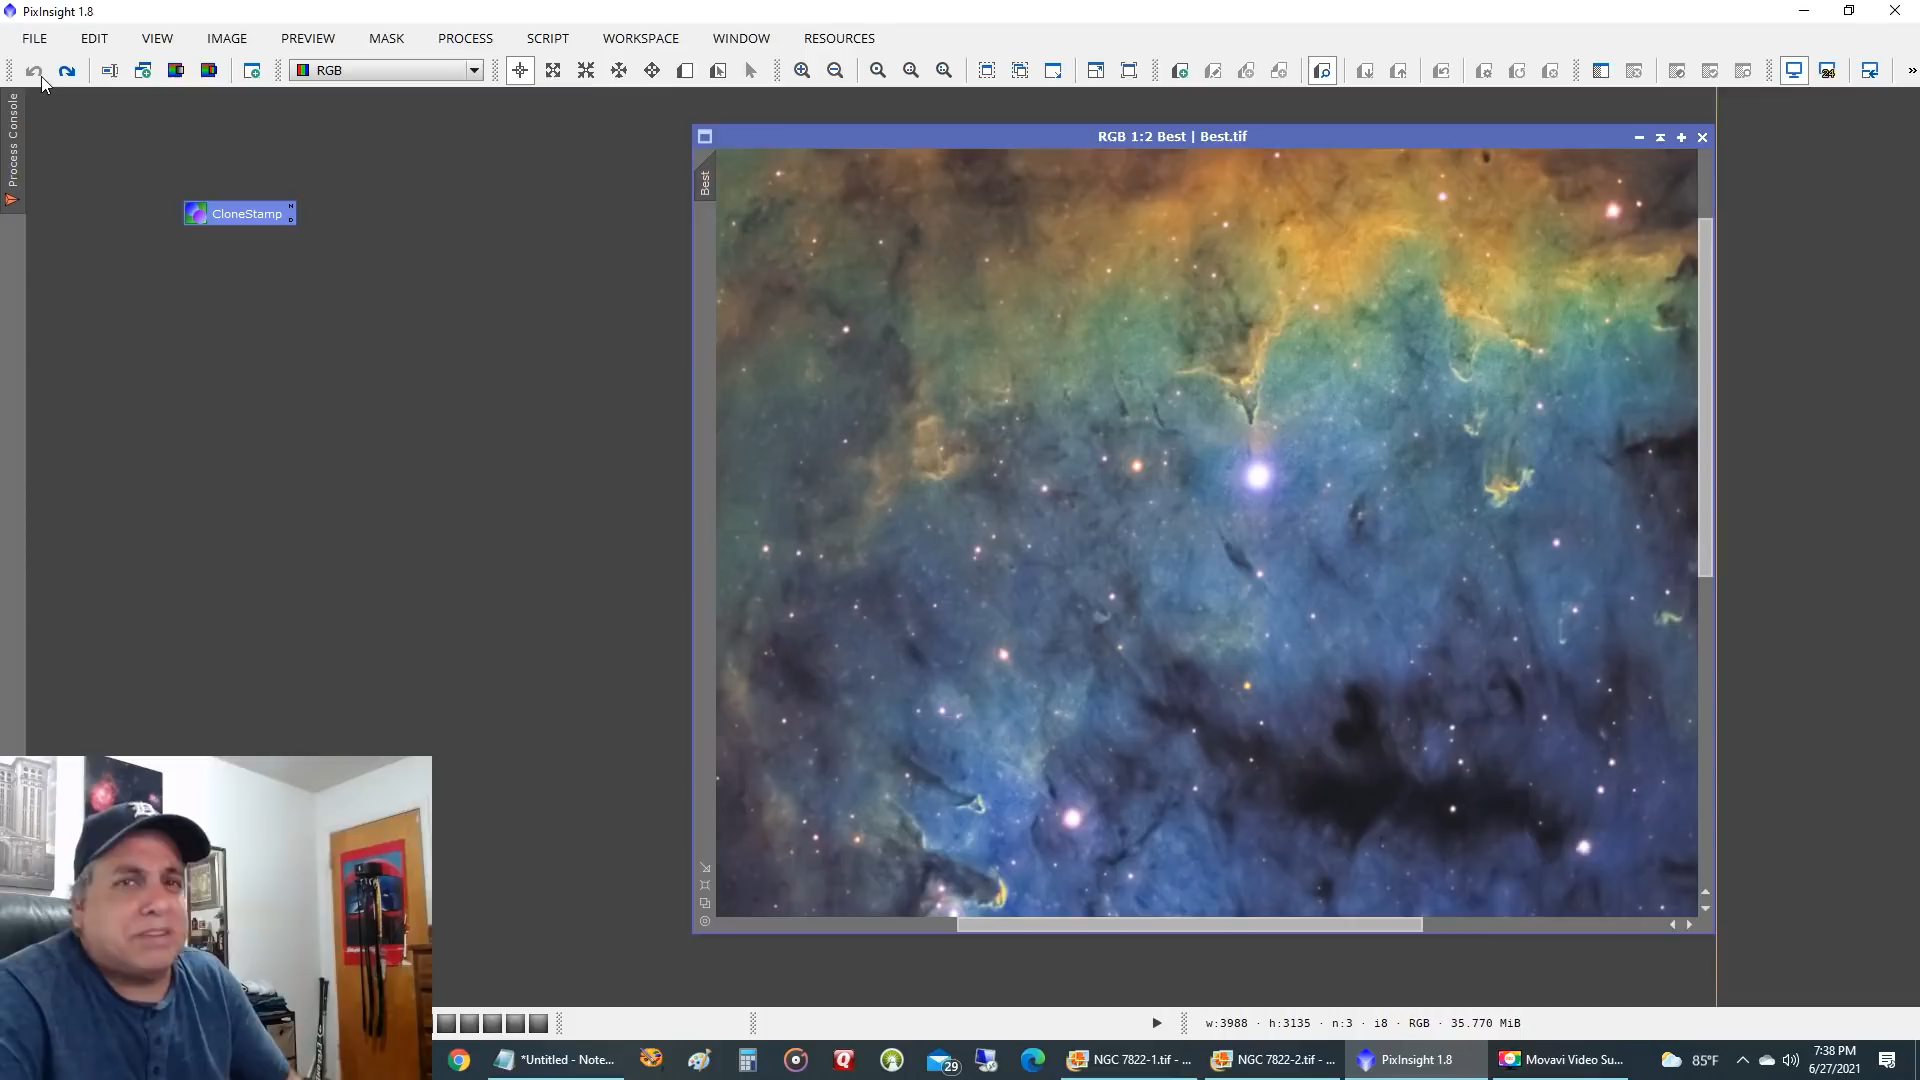 PixInsight 1.8
FILE EDIT VIEW IMAGE PREVIEW MASK PROCESS SCRIPT WORKSPACE WINDOW RESOURCES
RGB
24
»
Process Console
RGB 1:2 Best | Best.tif
Best
CloneStamp
N
D
w:3988 · h:3135 · n:3 · i8 · RGB · 35.770 MiB
*Untitled - Note...
29
NGC 7822-1.tif - ...
NGC 7822-2.tif - ...
PixInsight 1.8
Movavi Video Su...
85°F
7:38 PM
6/27/2021